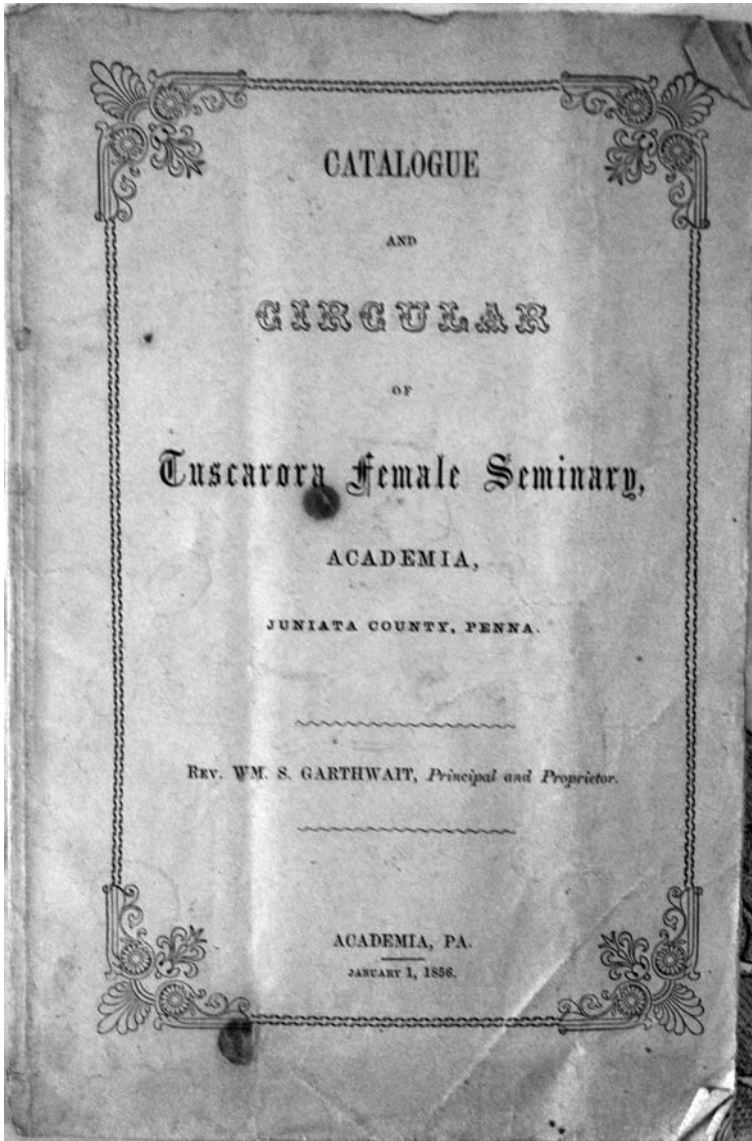 CATALOGUE
AND
CIRCULAR
OF
Tuscarora Female Seminary,
ACADEMIA,
JUNIATA COUNTY, PENNA.
REV. WM. S. GARTHWAIT, Principal and Proprietor.
ACADEMIA, PA.
JANUARY 1, 1856.